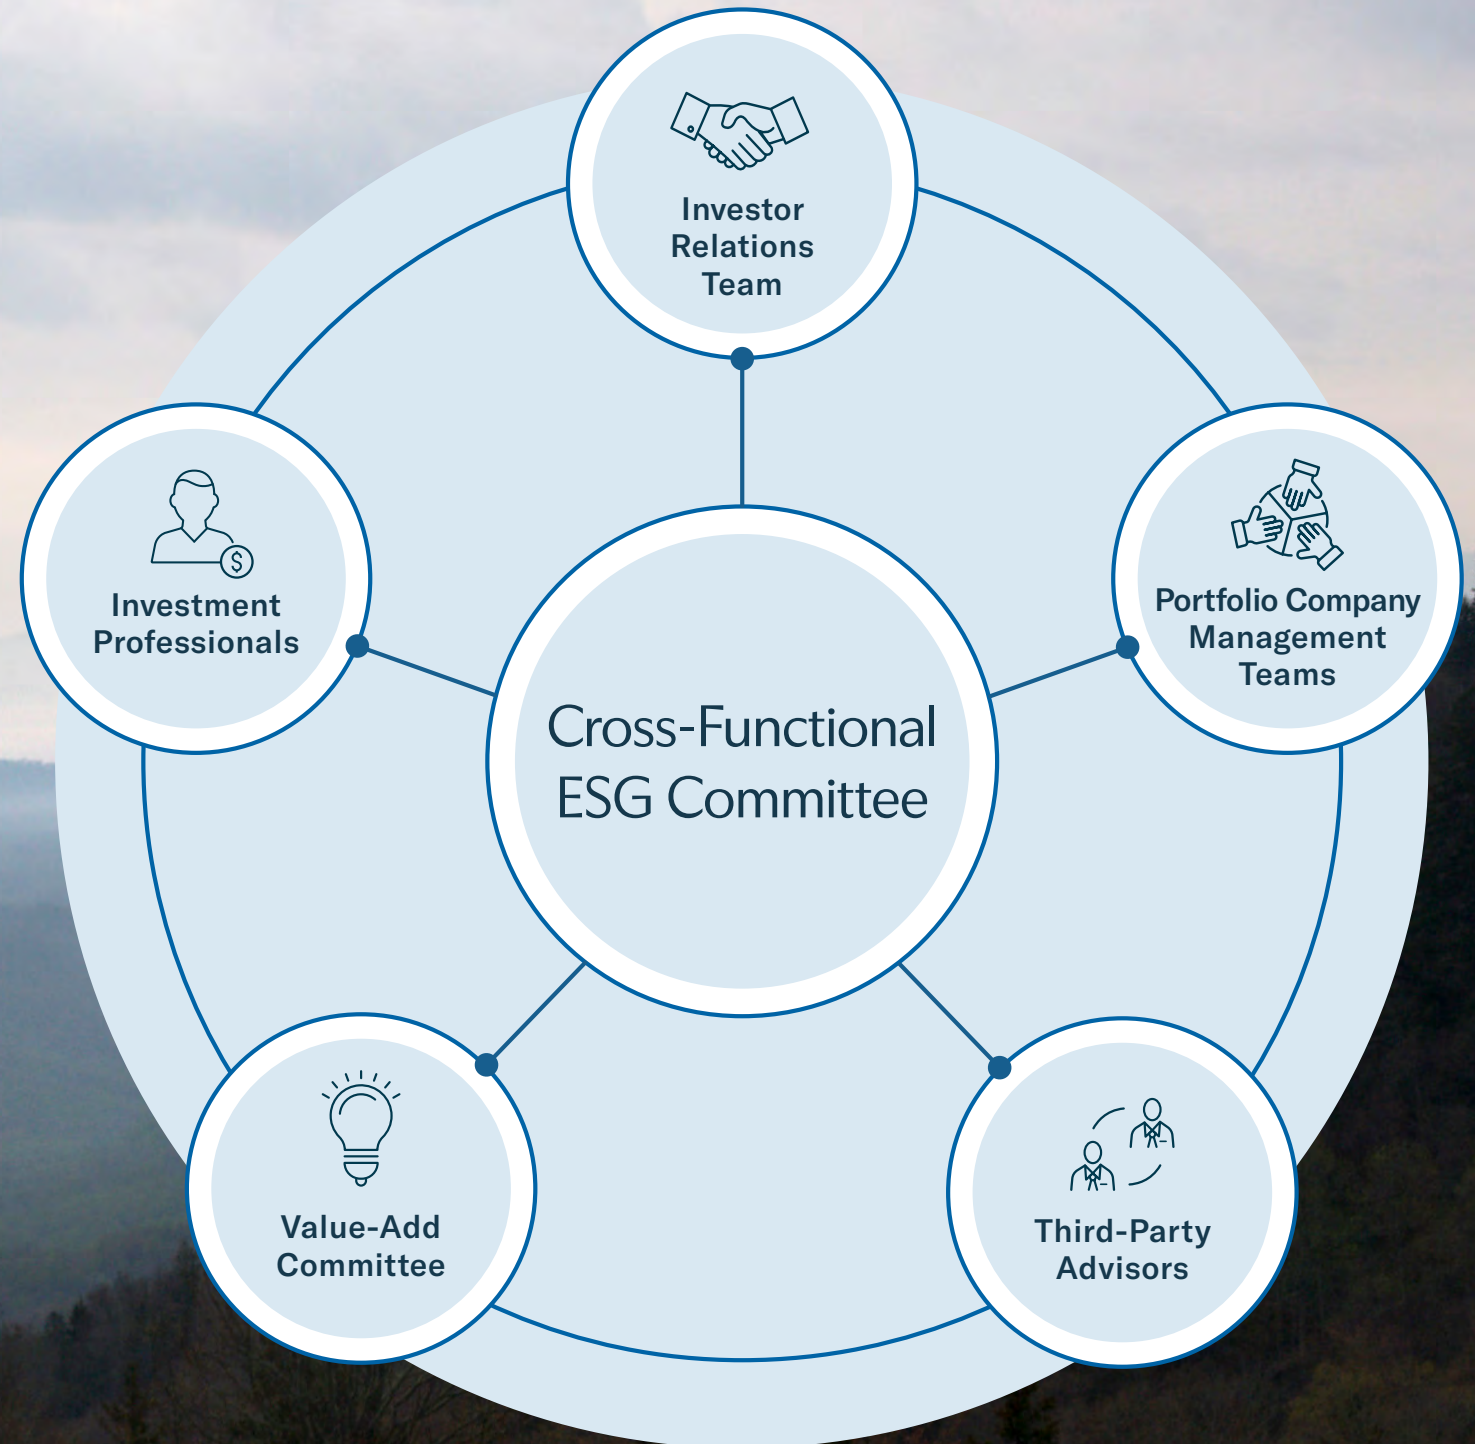 Investor
Relations
Team
Investment
Professionals
Portfolio Company
Management
Teams
Cross-Functional
ESG Committee
Value-Add
Committee
Third-Party
Advisors
$